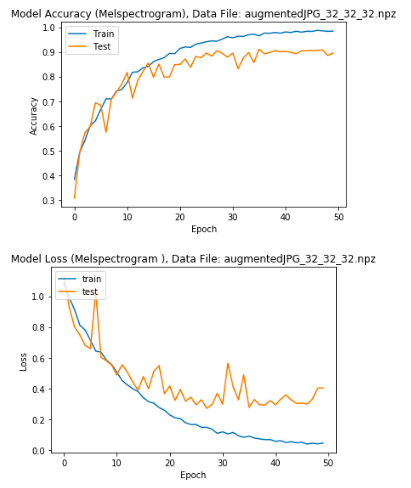 Model Accuracy (Melspectrogram), Data File: augmentedJPG_32_32_32.npz
1.0
0.9
0.8
0.7
0.6
0.5
0.4
0.3
Accuracy
Train
Test
0 10 20 30 40 50
Epoch
Model Loss (Melspectrogram ), Data File: augmentedJPG_32_32_32.npz
1.0
0.8
0.6
0.4
0.2
0.0
Loss
train
test
0 10 20 30 40 50
Epoch